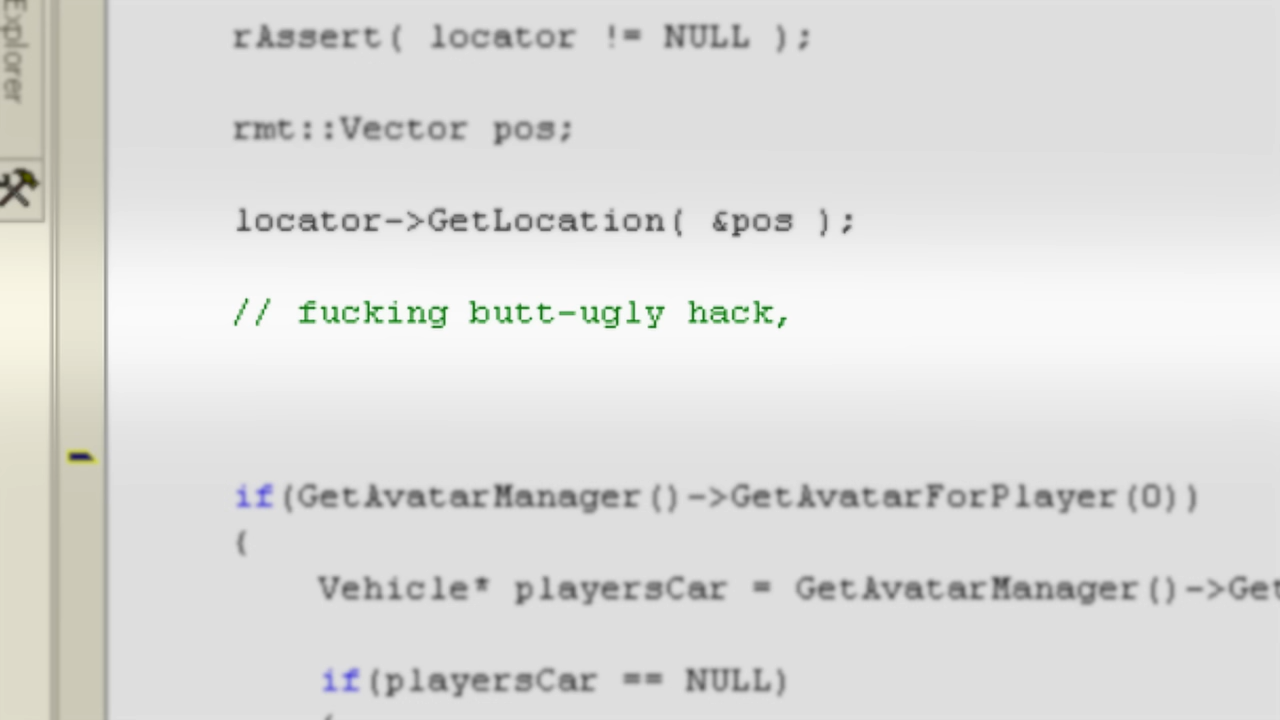 Explorer
rAssert( locator != NULL );
rmt::Vector pos;
locator->GetLocation( &pos );
// fucking butt-ugly hack,
if(GetAvatarManager()->GetAvatarForPlayer(0))
{
Vehicle* playersCar = GetAvatarManager()->Get
if(playersCar == NULL)